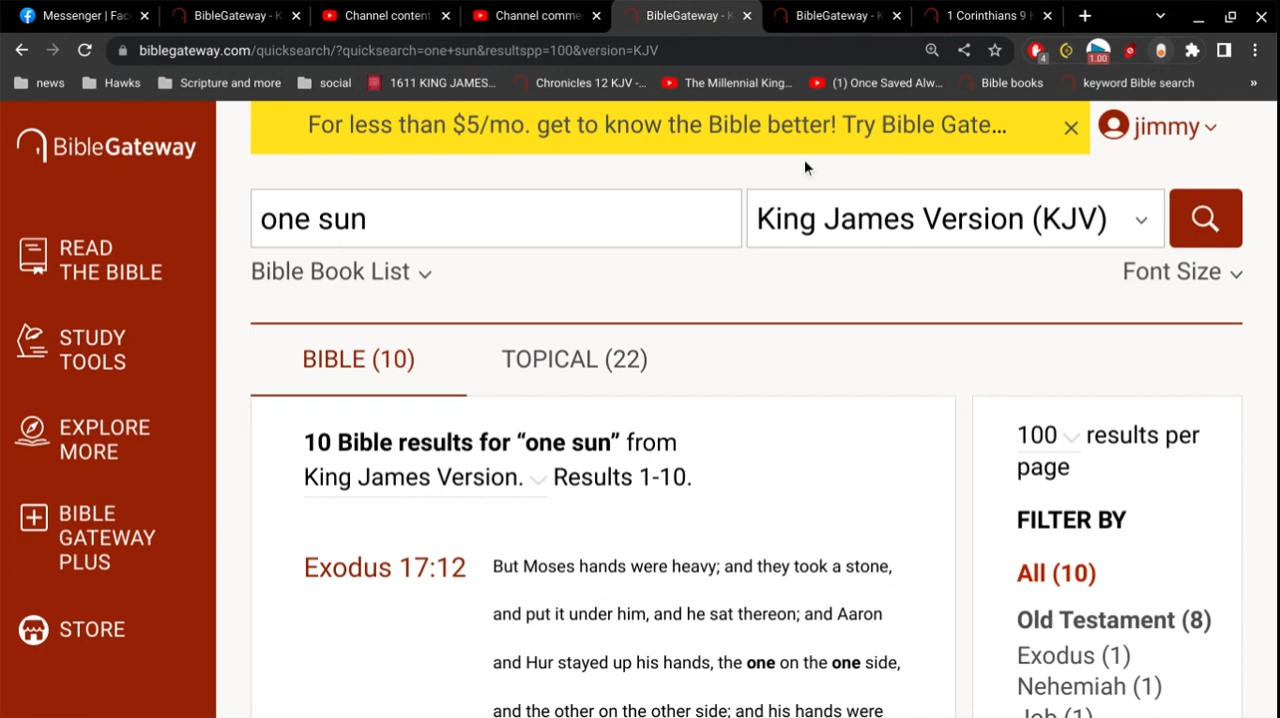 Messenger | Fac
BibleGateway - K
Channel content
Channel comme
BibleGateway - K
BibleGateway - K
1 Corinthians 9 K
biblegateway.com/quicksearch/?quicksearch=one+sun&resultspp=100&version=KJV
4
1.00
news
Hawks
Scripture and more
social
1611 KING JAMES...
Chronicles 12 KJV -...
The Millennial King...
(1) Once Saved Alw...
Bible books
keyword Bible search
»
BibleGateway
For less than $5/mo. get to know the Bible better! Try Bible Gate...
jimmy
one sun
King James Version (KJV)
Bible Book List
Font Size
READ
THE BIBLE
STUDY
TOOLS
EXPLORE
MORE
BIBLE
GATEWAY
PLUS
STORE
BIBLE (10)
TOPICAL (22)
10 Bible results for “one sun” from
King James Version. Results 1-10.
Exodus 17:12
But Moses hands were heavy; and they took a stone,
and put it under him, and he sat thereon; and Aaron
and Hur stayed up his hands, the one on the one side,
and the other on the other side; and his hands were
100 results per
page
FILTER BY
All (10)
Old Testament (8)
Exodus (1)
Nehemiah (1)
Job (1)